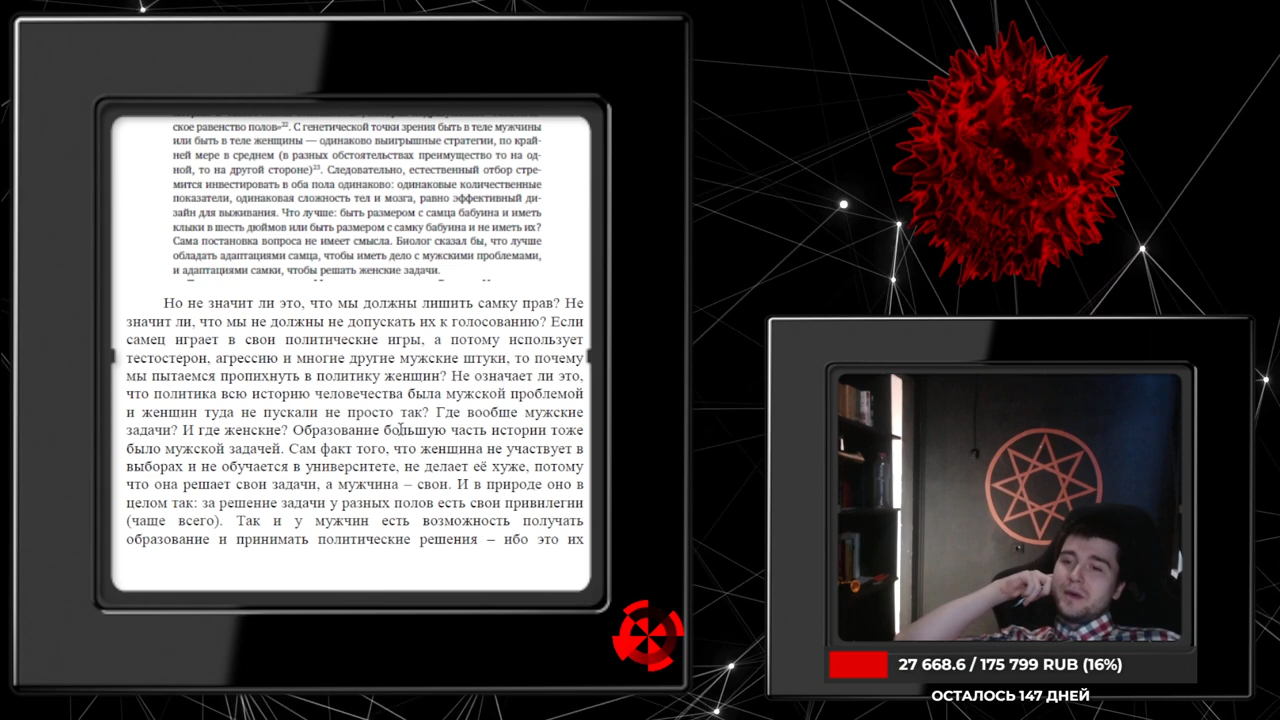 ское равенство полов»²². С генетической точки зрения быть в теле мужчины
или быть в теле женщины — одинаково выигрышные стратегии, по край-
ней мере в среднем (в разных обстоятельствах преимущество то на од-
ной, то на другой стороне)²³. Следовательно, естественный отбор стре-
мится инвестировать в оба пола одинаково: одинаковые количественные
показатели, одинаковая сложность тел и мозга, равно эффективный ди-
зайн для выживания. Что лучше: быть размером с самца бабуина и иметь
клыки в шесть дюймов или быть размером с самку бабуина и не иметь их?
Сама постановка вопроса не имеет смысла. Биолог сказал бы, что лучше
обладать адаптациями самца, чтобы иметь дело с мужскими проблемами,
и адаптациями самки, чтобы решать женские задачи.
Но не значит ли это, что мы должны лишить самку прав? Не
значит ли, что мы не должны не допускать их к голосованию? Если
самец играет в свои политические игры, а потому использует
тестостерон, агрессию и многие другие мужские штуки, то почему
мы пытаемся пропихнуть в политику женщин? Не означает ли это,
что политика всю историю человечества была мужской проблемой
и женщин туда не пускали не просто так? Где вообще мужские
задачи? И где женские? Образование большую часть истории тоже
было мужской задачей. Сам факт того, что женщина не участвует в
выборах и не обучается в университете, не делает её хуже, потому
что она решает свои задачи, а мужчина – свои. И в природе оно в
целом так: за решение задачи у разных полов есть свои привилегии
(чаще всего). Так и у мужчин есть возможность получать
образование и принимать политические решения – ибо это их
27 668.6 / 175 799 RUB (16%)
ОСТАЛОСЬ 147 ДНЕЙ